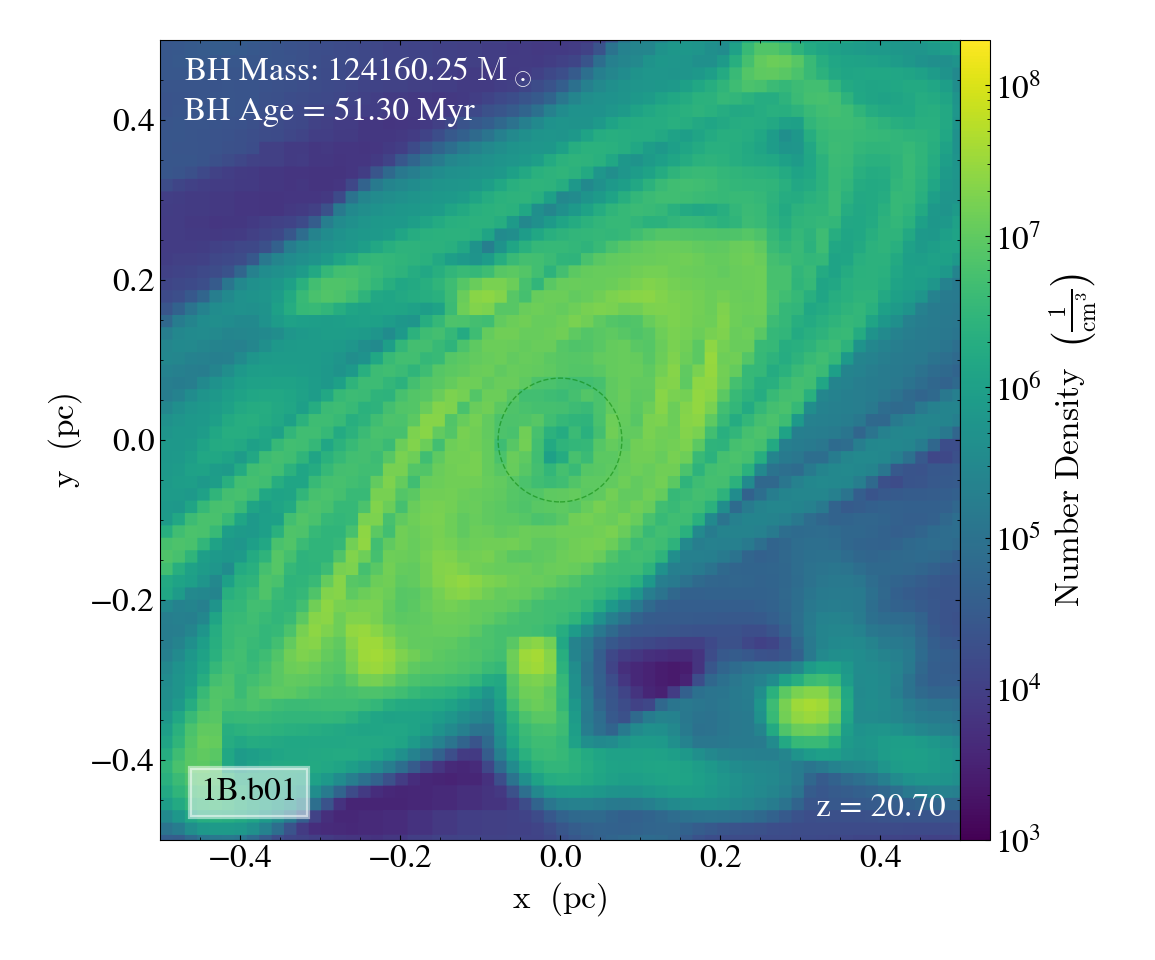 BH Mass: 124160.25 M⊙
BH Age = 51.30 Myr
0.4
0.2
0.0
−0.2
−0.4
y (pc)
1B.b01
z = 20.70
−0.4 −0.2 0.0 0.2 0.4
x (pc)
10^8
10^7
10^6
10^5
10^4
10^3
Number Density (1/cm^3)